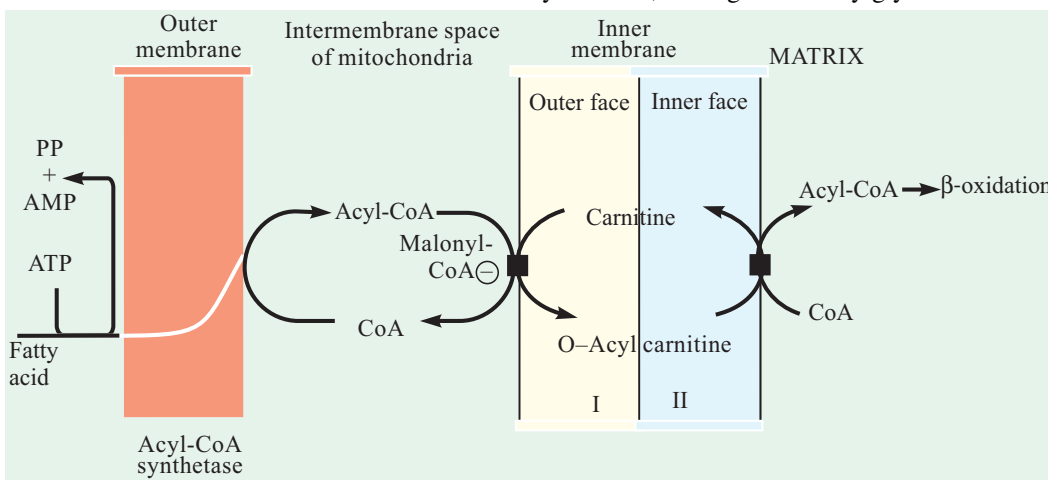 Outer
membrane
Intermembrane space
of mitochondria
Inner
membrane
MATRIX
Outer face
Inner face
PP
+
AMP
ATP
Fatty
acid
Acyl-CoA
Malonyl-
CoA⊖
CoA
Carnitine
O–Acyl carnitine
I
II
Acyl-CoA
β-oxidation
CoA
Acyl-CoA
synthetase